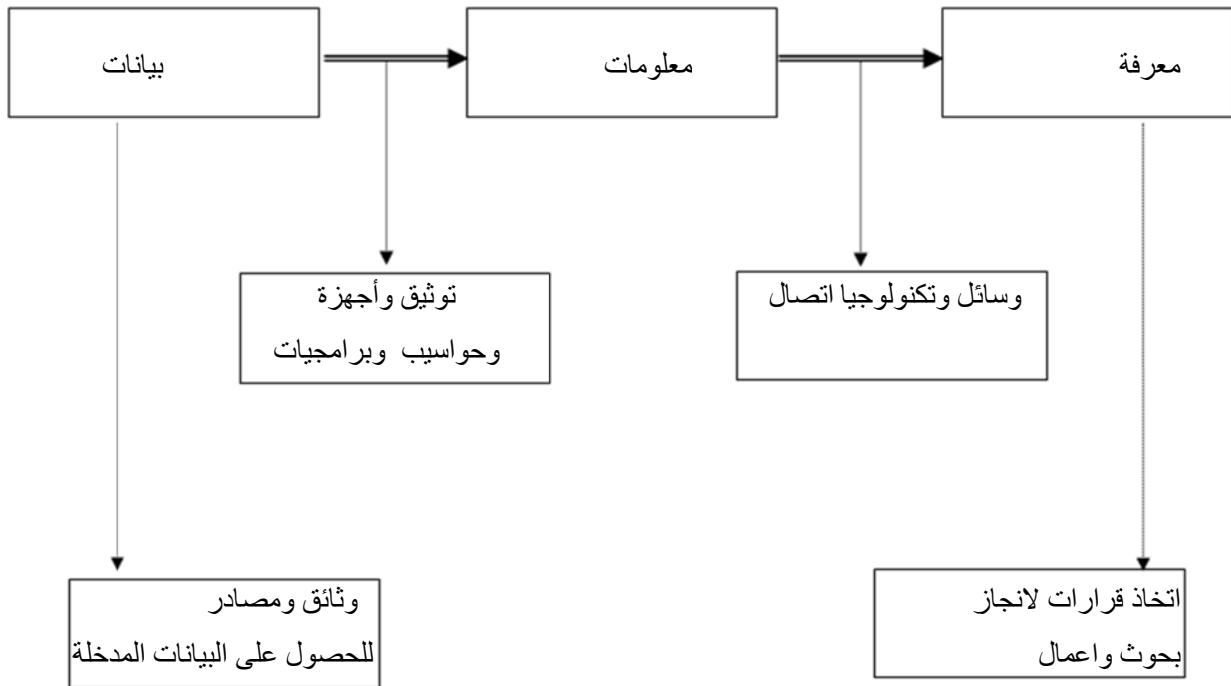 بيانات
معلومات
معرفة
توثيق وأجهزة
وحواسيب وبرامجيات
وسائل وتكنولوجيا اتصال
وثائق ومصادر
للحصول على البيانات المدخلة
اتخاذ قرارات لانجاز
بحوث واعمال